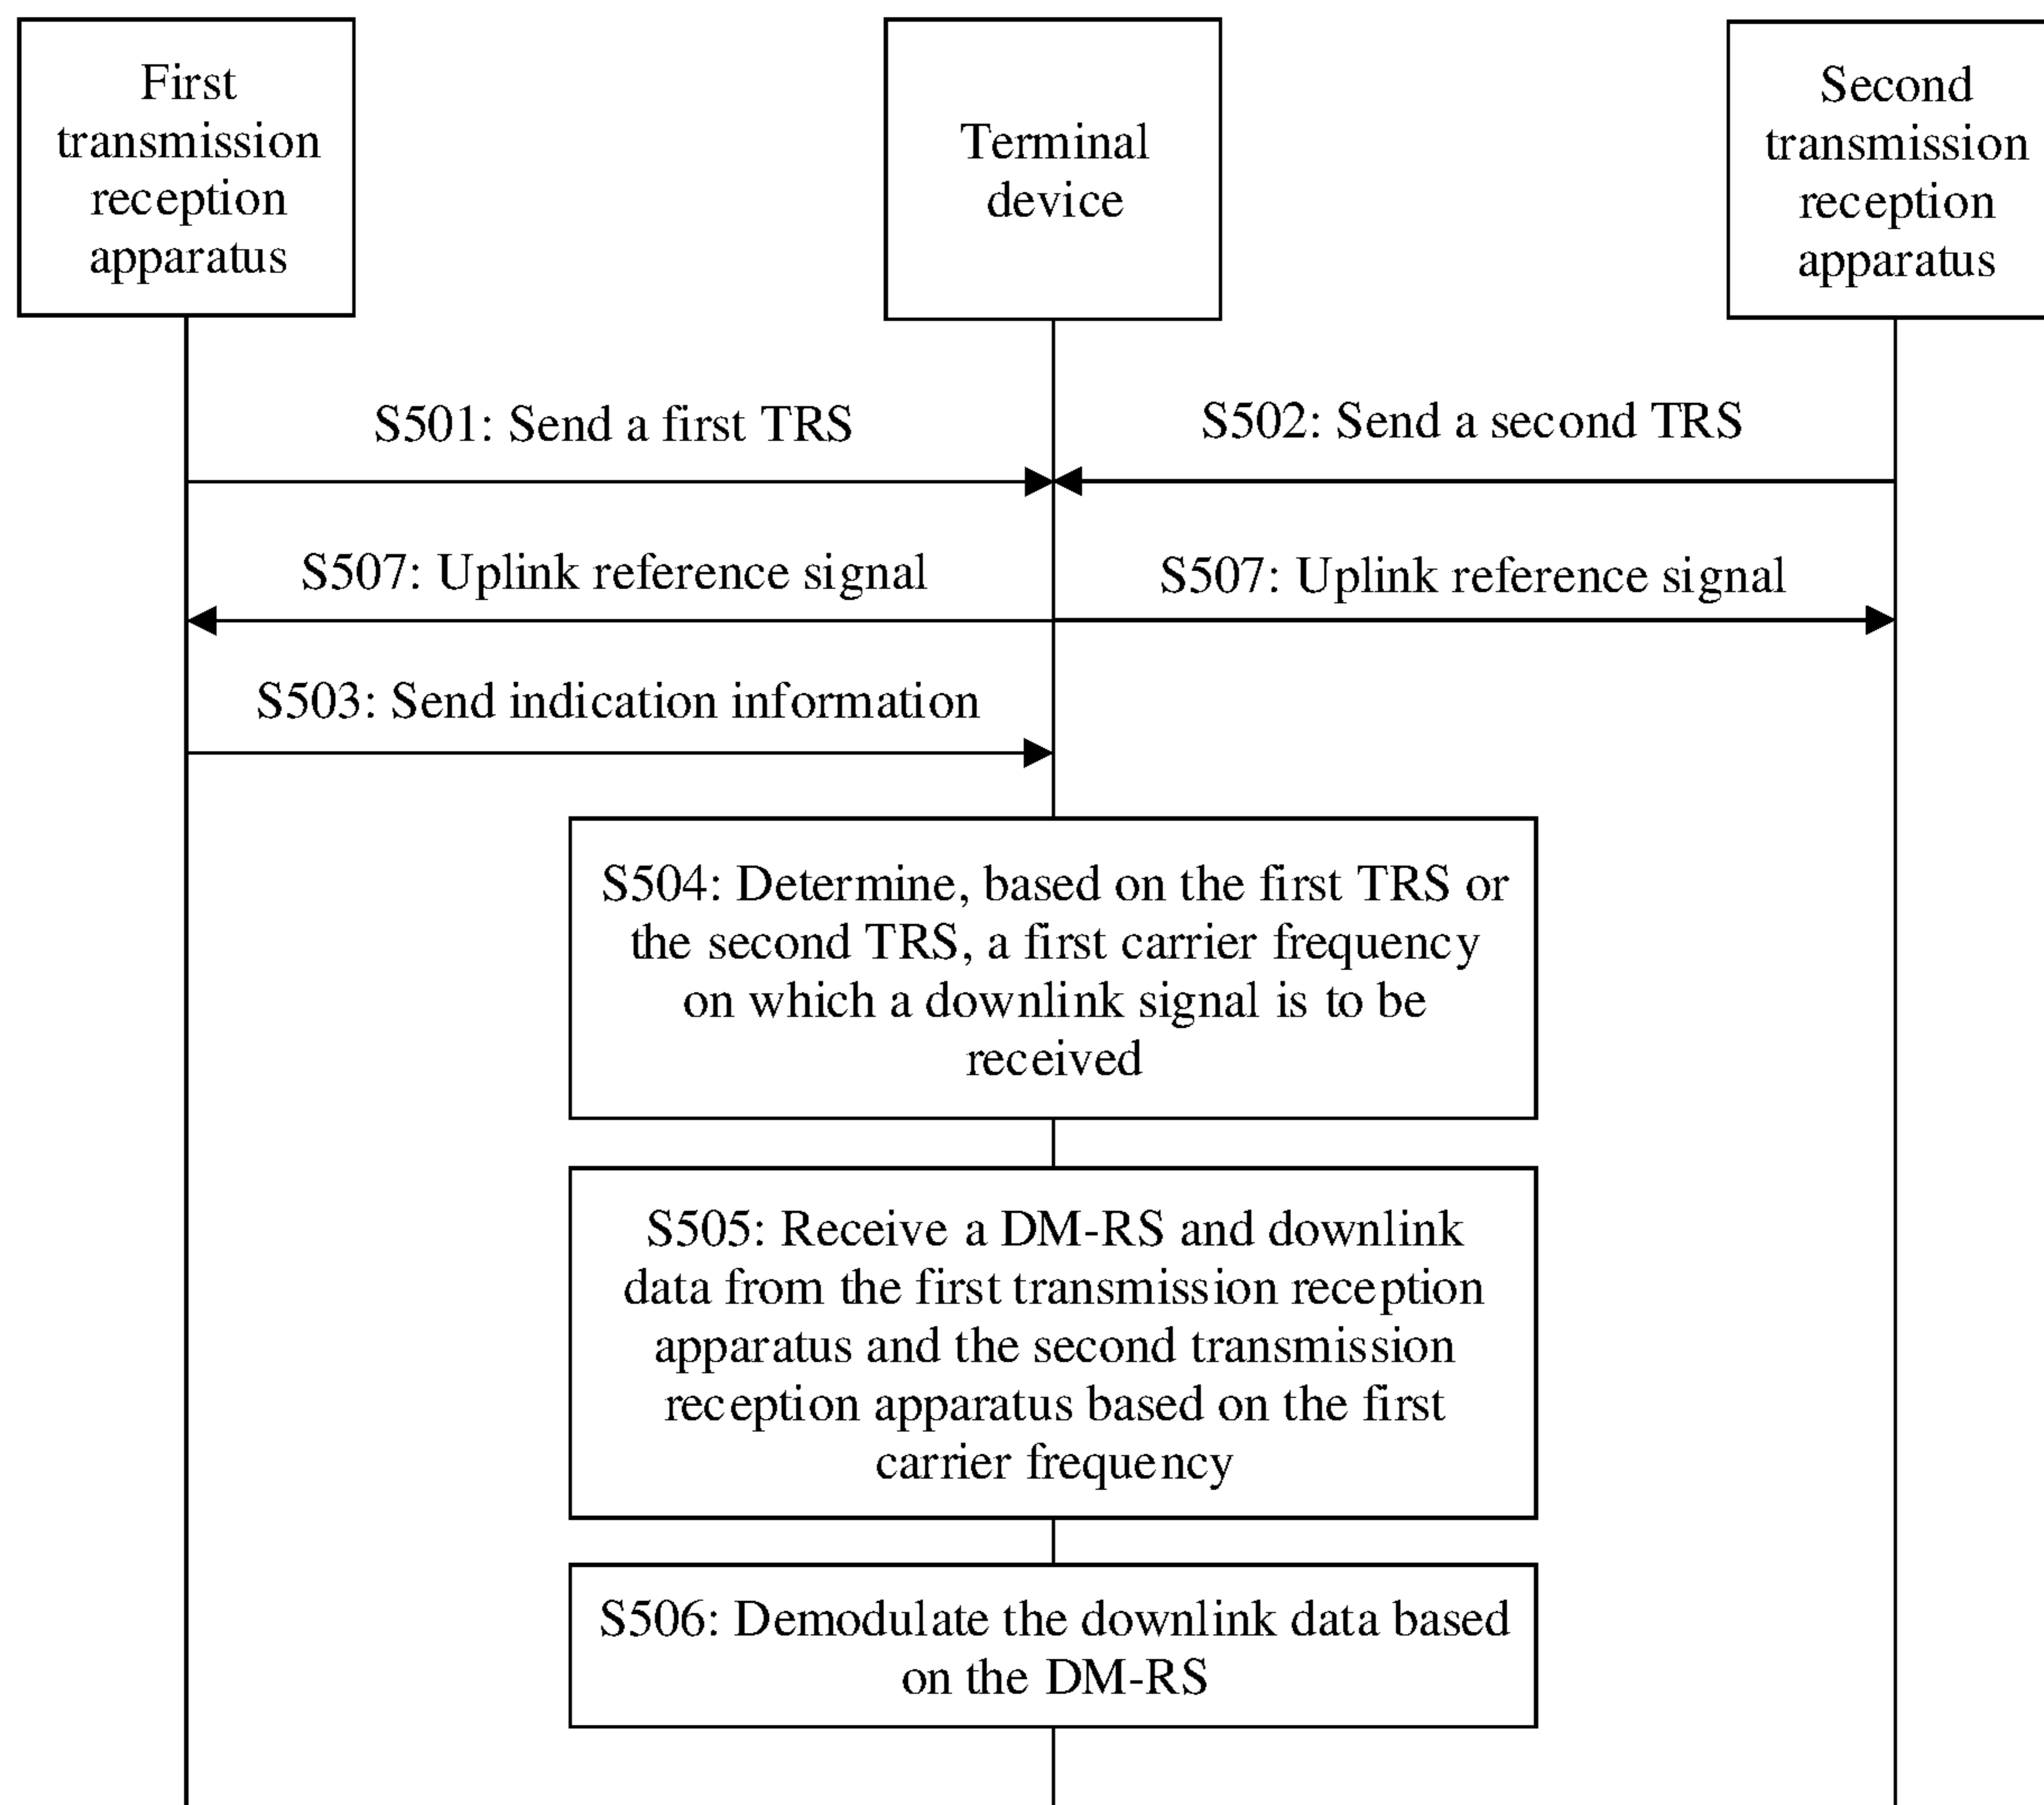 First
transmission
reception
apparatus
Terminal
device
Second
transmission
reception
apparatus
S501: Send a first TRS
S502: Send a second TRS
S507: Uplink reference signal
S507: Uplink reference signal
S503: Send indication information
S504: Determine, based on the first TRS or
the second TRS, a first carrier frequency
on which a downlink signal is to be
received
S505: Receive a DM-RS and downlink
data from the first transmission reception
apparatus and the second transmission
reception apparatus based on the first
carrier frequency
S506: Demodulate the downlink data based
on the DM-RS